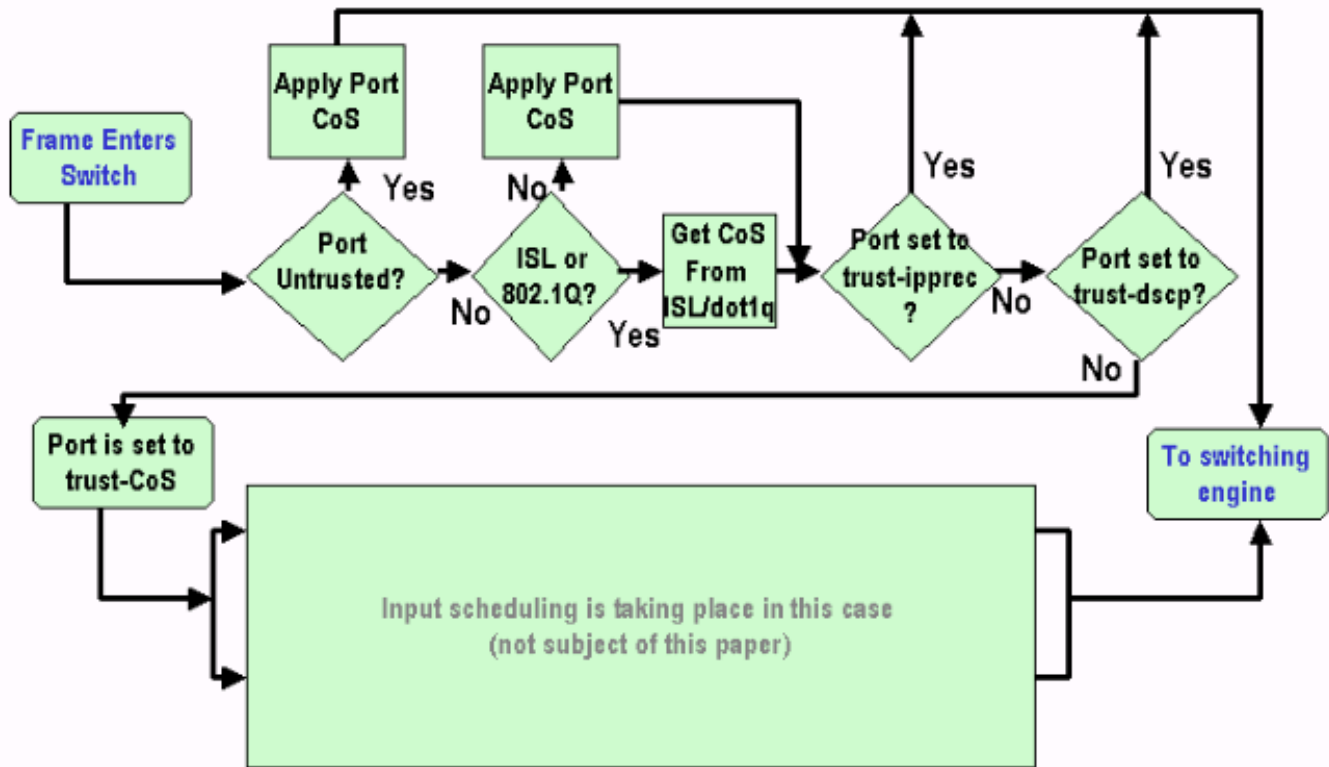 Apply Port
CoS
Apply Port
CoS
Frame Enters
Switch
Yes
No
Yes
Yes
Port
Untrusted?
No
ISL or
802.1Q?
Yes
Get CoS
From
ISL/dot1q
Port set to
trust-ipprec
?
No
Port set to
trust-dscp?
No
Port is set to
trust-CoS
To switching
engine
Input scheduling is taking place in this case
(not subject of this paper)